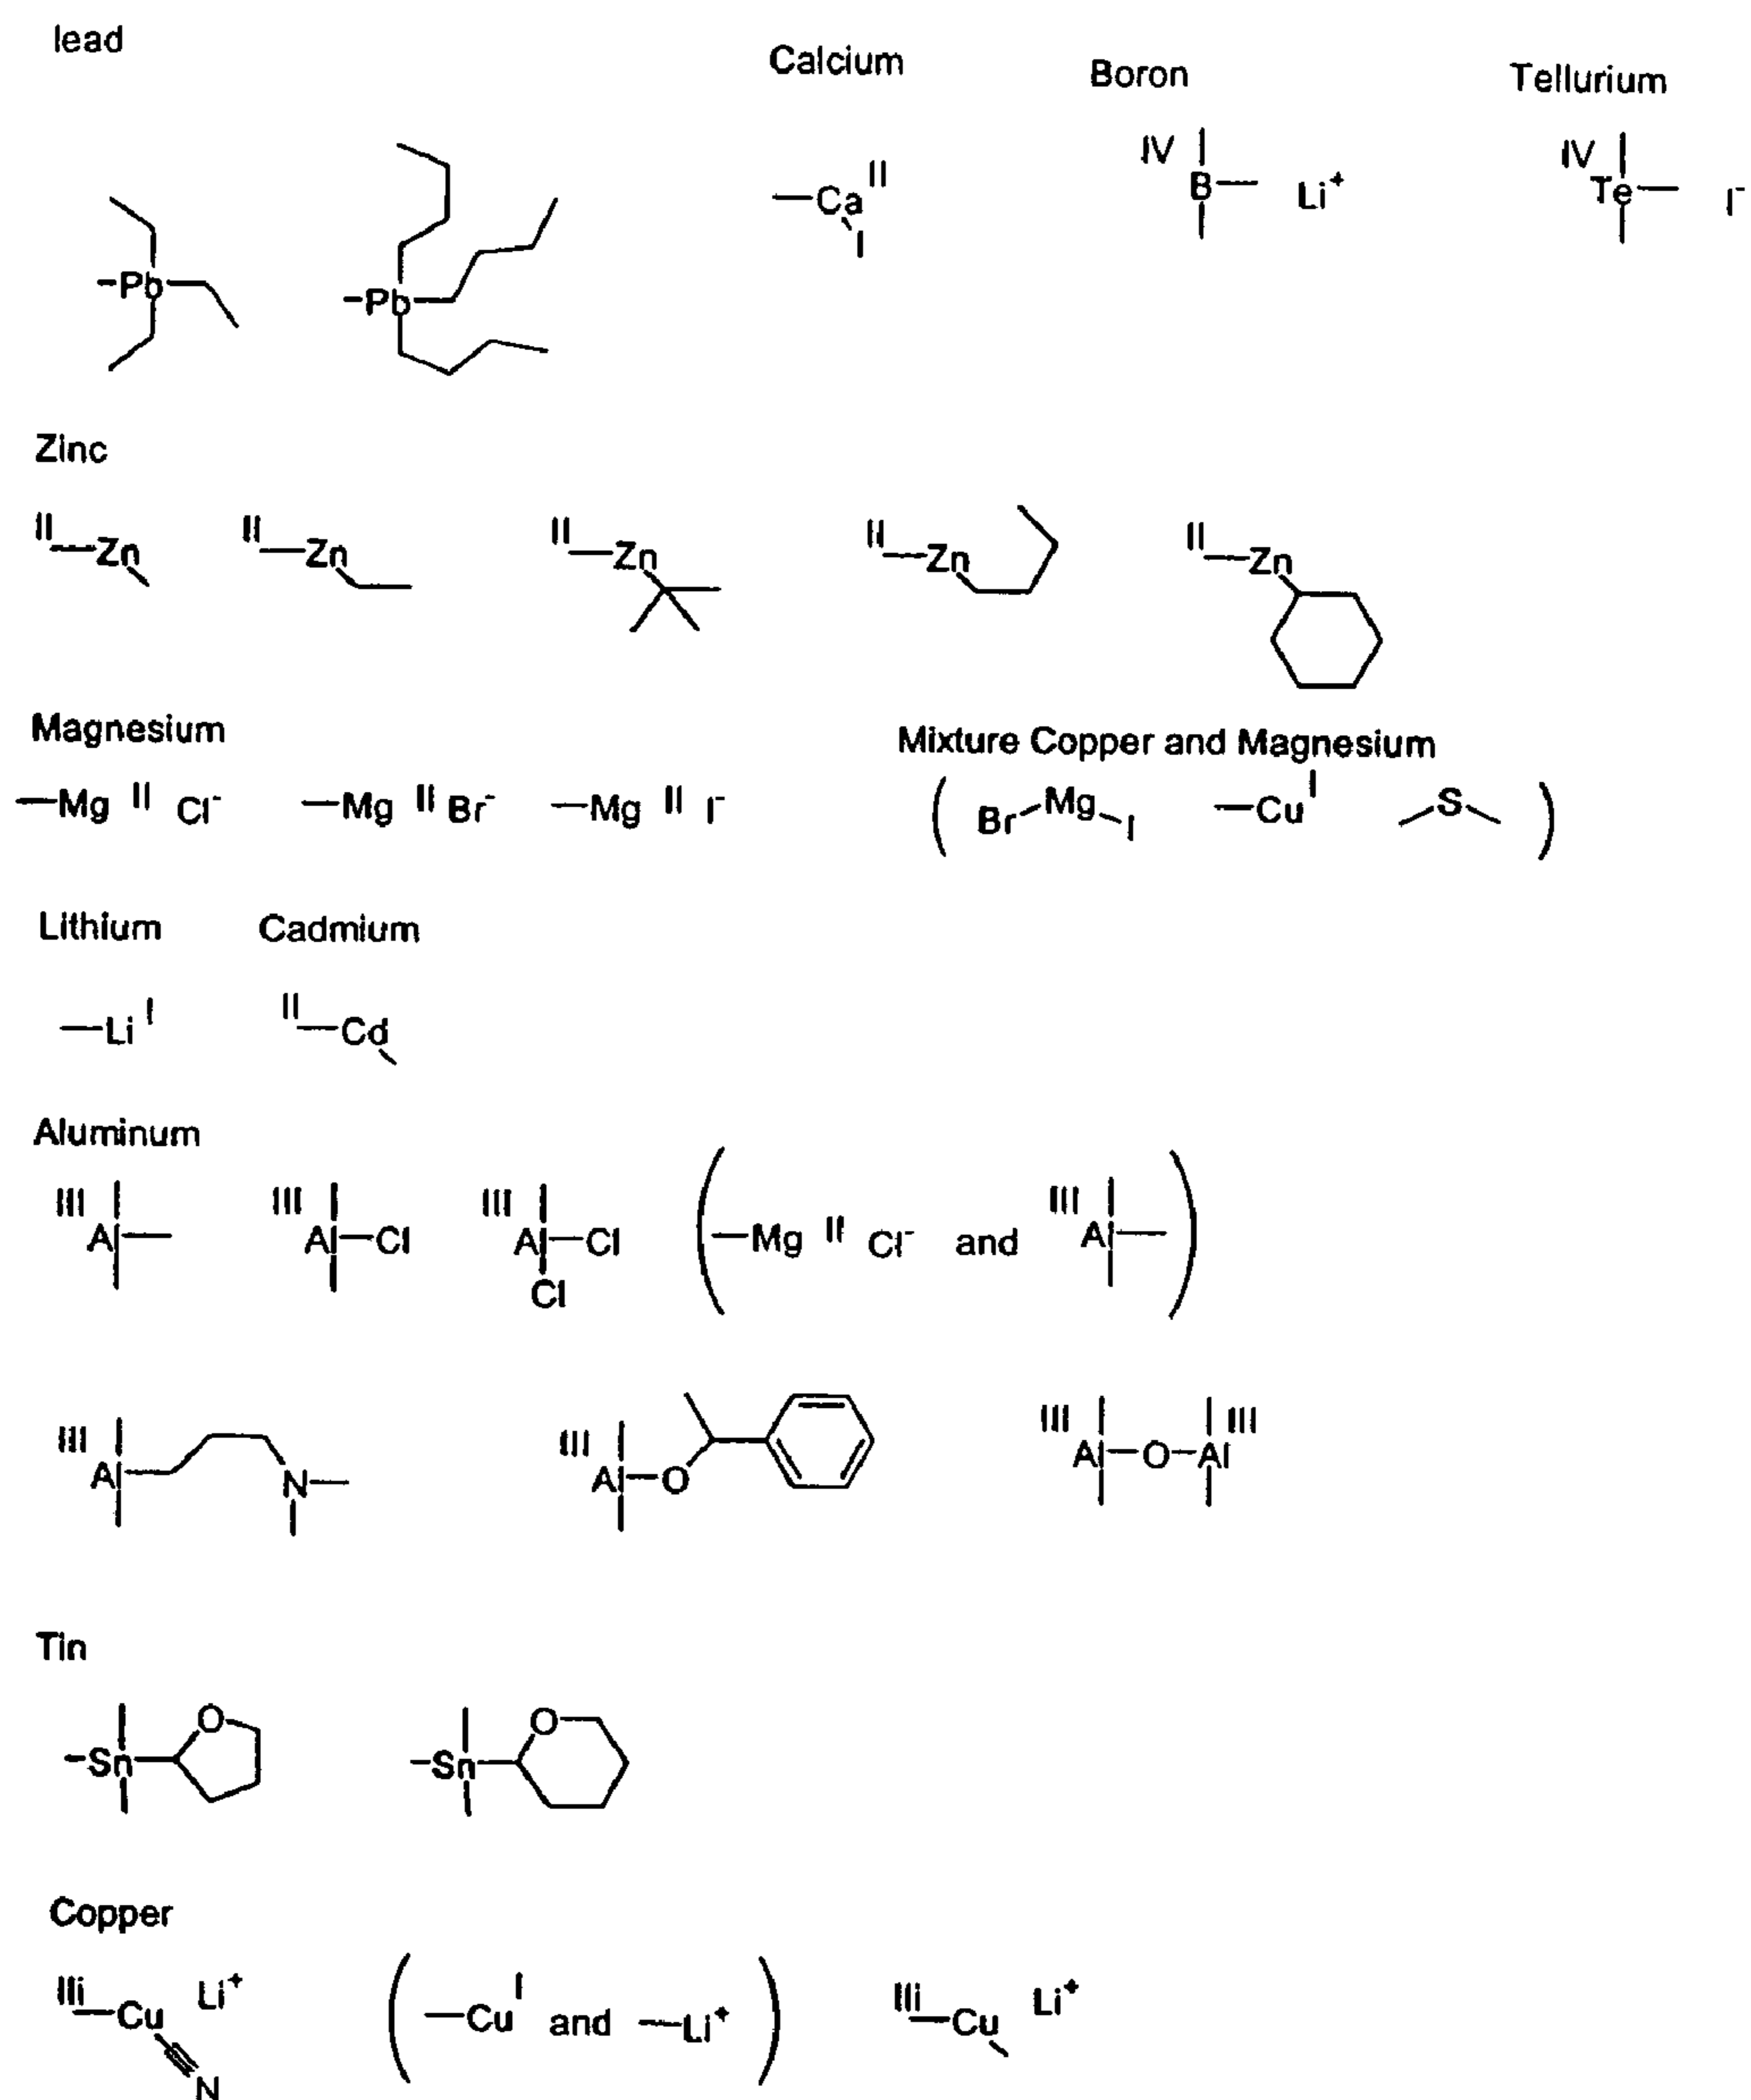 lead
Calcium
Boron
Tellurium
Pb
Pb
Ca II
I
IV
B Li+
IV
Te I-
Zinc
II Zn
II Zn
II Zn
II Zn
II Zn
Magnesium
Mixture Copper and Magnesium
Mg II Cl-
Mg II Br-
Mg II I-
( Br Mg I Cu I S )
Lithium
Cadmium
Li I
II Cd
Aluminum
III
Al
III
Al Cl
III
Al Cl
Cl
( Mg II Cl- and III Al )
III
Al N
III
Al O
III III
Al O Al
Tin
Sn O
Sn O
Copper
III Cu Li+
N
( Cu I and Li+ )
III Cu Li+